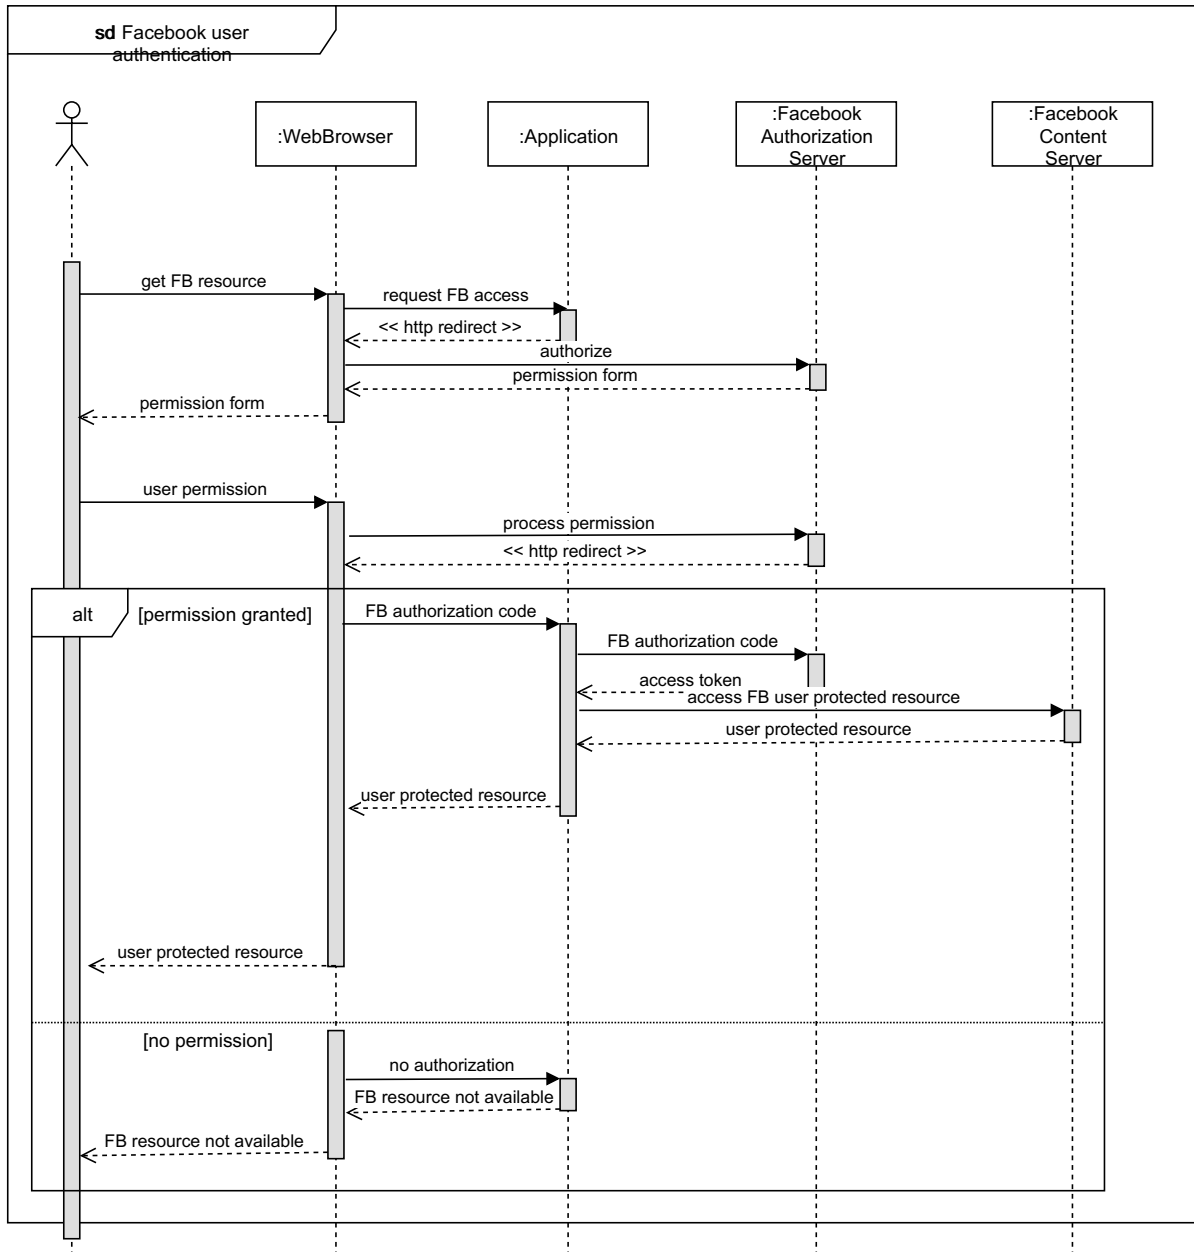 sd Facebook user
authentication
:WebBrowser
:Application
:Facebook
Authorization
Server
:Facebook
Content
Server
get FB resource
request FB access
<< http redirect >>
authorize
permission form
permission form
user permission
process permission
<< http redirect >>
alt
[permission granted]
FB authorization code
FB authorization code
access token
access FB user protected resource
user protected resource
user protected resource
user protected resource
[no permission]
no authorization
FB resource not available
FB resource not available